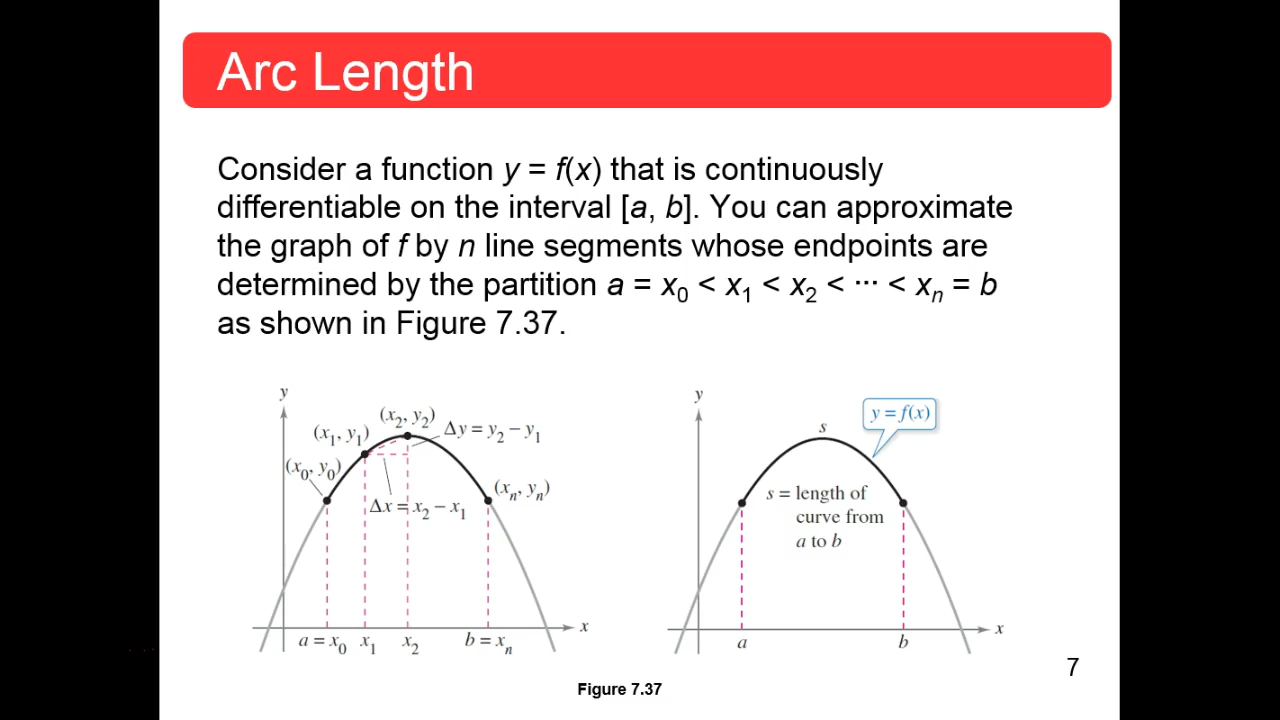 Arc Length
Consider a function y = f(x) that is continuously
differentiable on the interval [a, b]. You can approximate
the graph of f by n line segments whose endpoints are
determined by the partition a = x₀ < x₁ < x₂ < ··· < xₙ = b
as shown in Figure 7.37.
y
(x₂, y₂)
(x₁, y₁)
Δy = y₂ – y₁
(x₀, y₀)
(xₙ, yₙ)
Δx = x₂ – x₁
x
a = x₀ x₁ x₂ b = xₙ
y
y = f(x)
s
s = length of
curve from
a to b
x
a b
Figure 7.37
7